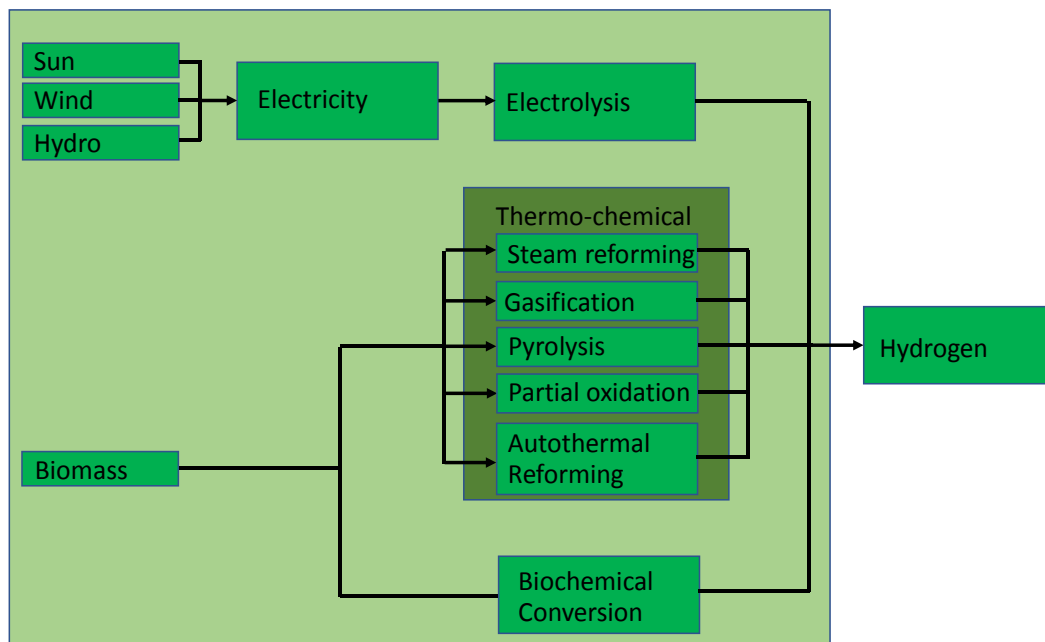 Sun
Wind
Hydro
Electricity
Electrolysis
Thermo-chemical
Steam reforming
Gasification
Pyrolysis
Partial oxidation
Autothermal
Reforming
Hydrogen
Biomass
Biochemical
Conversion